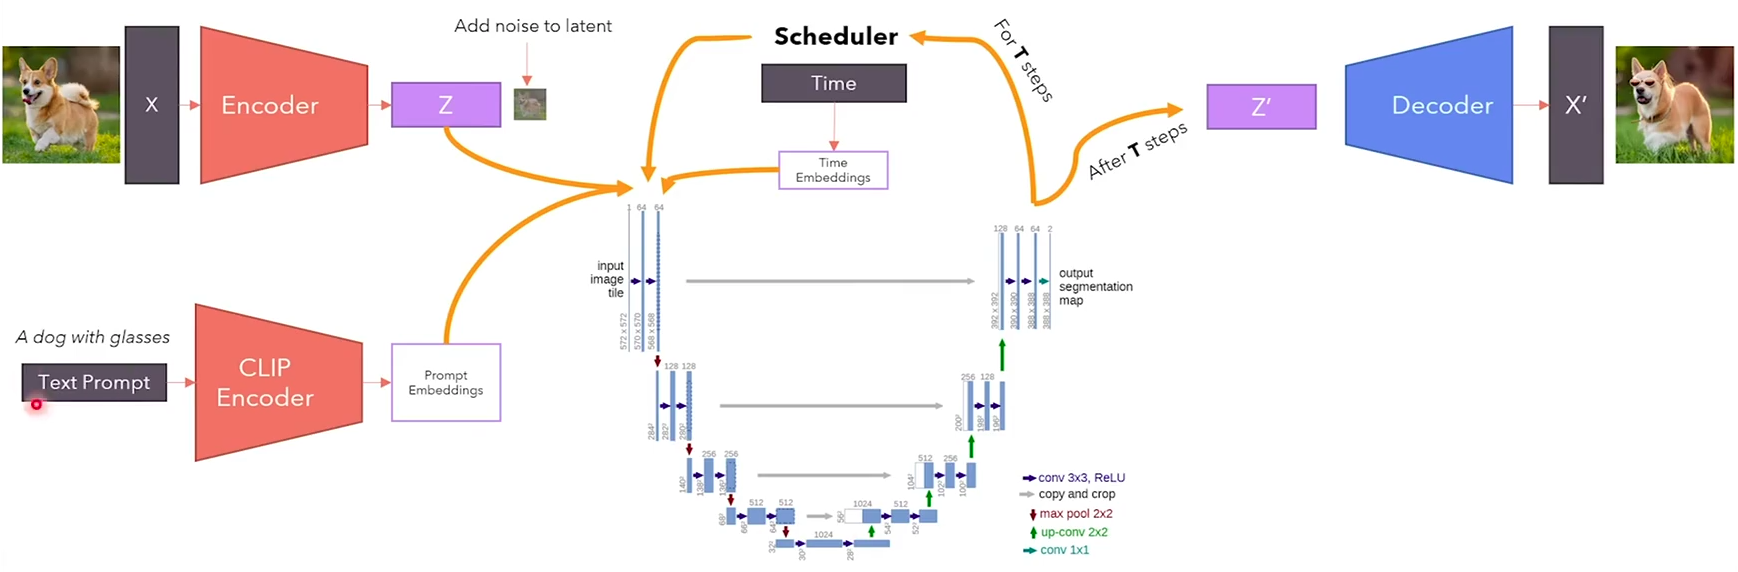 Add noise to latent
X
Encoder
Z
Scheduler
Time
Time
Embeddings
For T steps
After T steps
Z'
Decoder
X'
A dog with glasses
Text Prompt
CLIP
Encoder
Prompt
Embeddings
1 64 64
input
image
tile
572 x 572
570 x 570
568 x 568
128 64 64 2
output
segmentation
map
392 x 392
390 x 390
388 x 388
388 x 388
128 128
284²
282²
280²
256 128
200²
198²
196²
256 256
140²
138²
136²
512 256
104²
102²
100²
512 512
68²
66²
64²
1024 512
56²
54²
52²
1024
32²
30²
28²
conv 3x3, ReLU
copy and crop
max pool 2x2
up-conv 2x2
conv 1x1